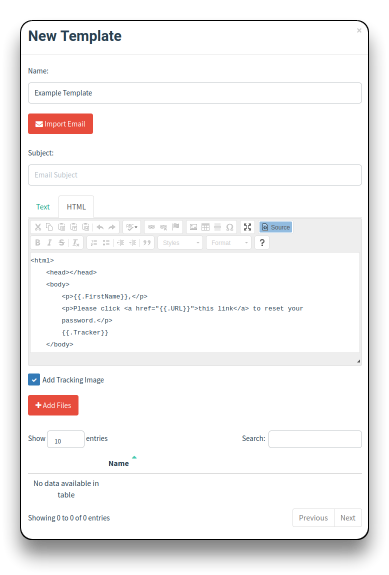 New Template
×
Name:
Example Template
Import Email
Subject:
Email Subject
Text HTML
Source
B I S Tx Styles Format ?
<html>
<head></head>
<body>
<p>{{.FirstName}},</p>
<p>Please click <a href="{{.URL}}">this link</a> to reset your
password.</p>
{{.Tracker}}
</body>
Add Tracking Image
+ Add Files
Show 10 entries Search:
Name
No data available in
table
Showing 0 to 0 of 0 entries Previous Next